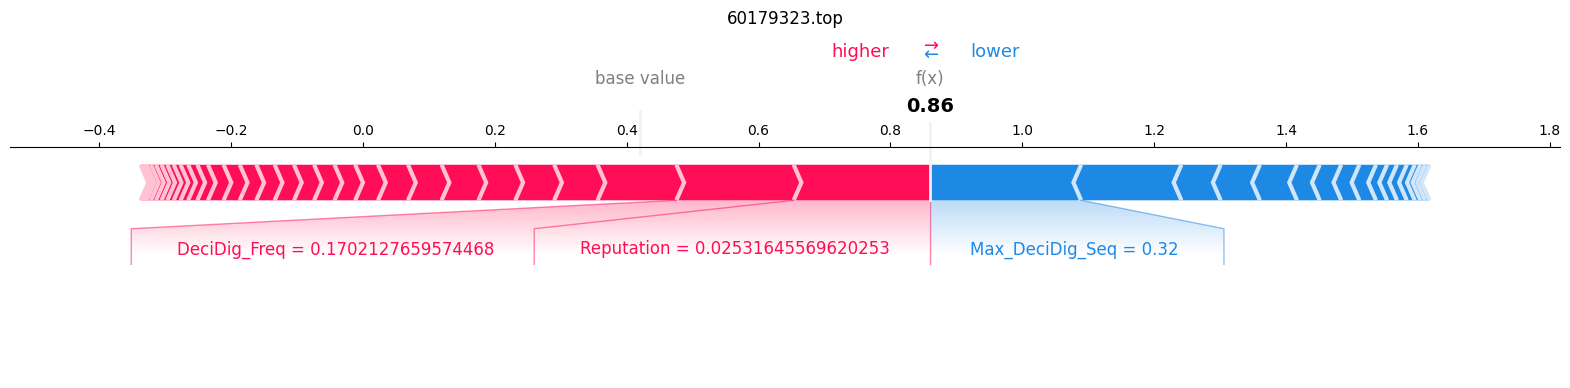 60179323.top
higher → ← lower
base value f(x)
0.86
−0.4 −0.2 0.0 0.2 0.4 0.6 0.8 1.0 1.2 1.4 1.6 1.8
DeciDig_Freq = 0.1702127659574468 Reputation = 0.02531645569620253 Max_DeciDig_Seq = 0.32